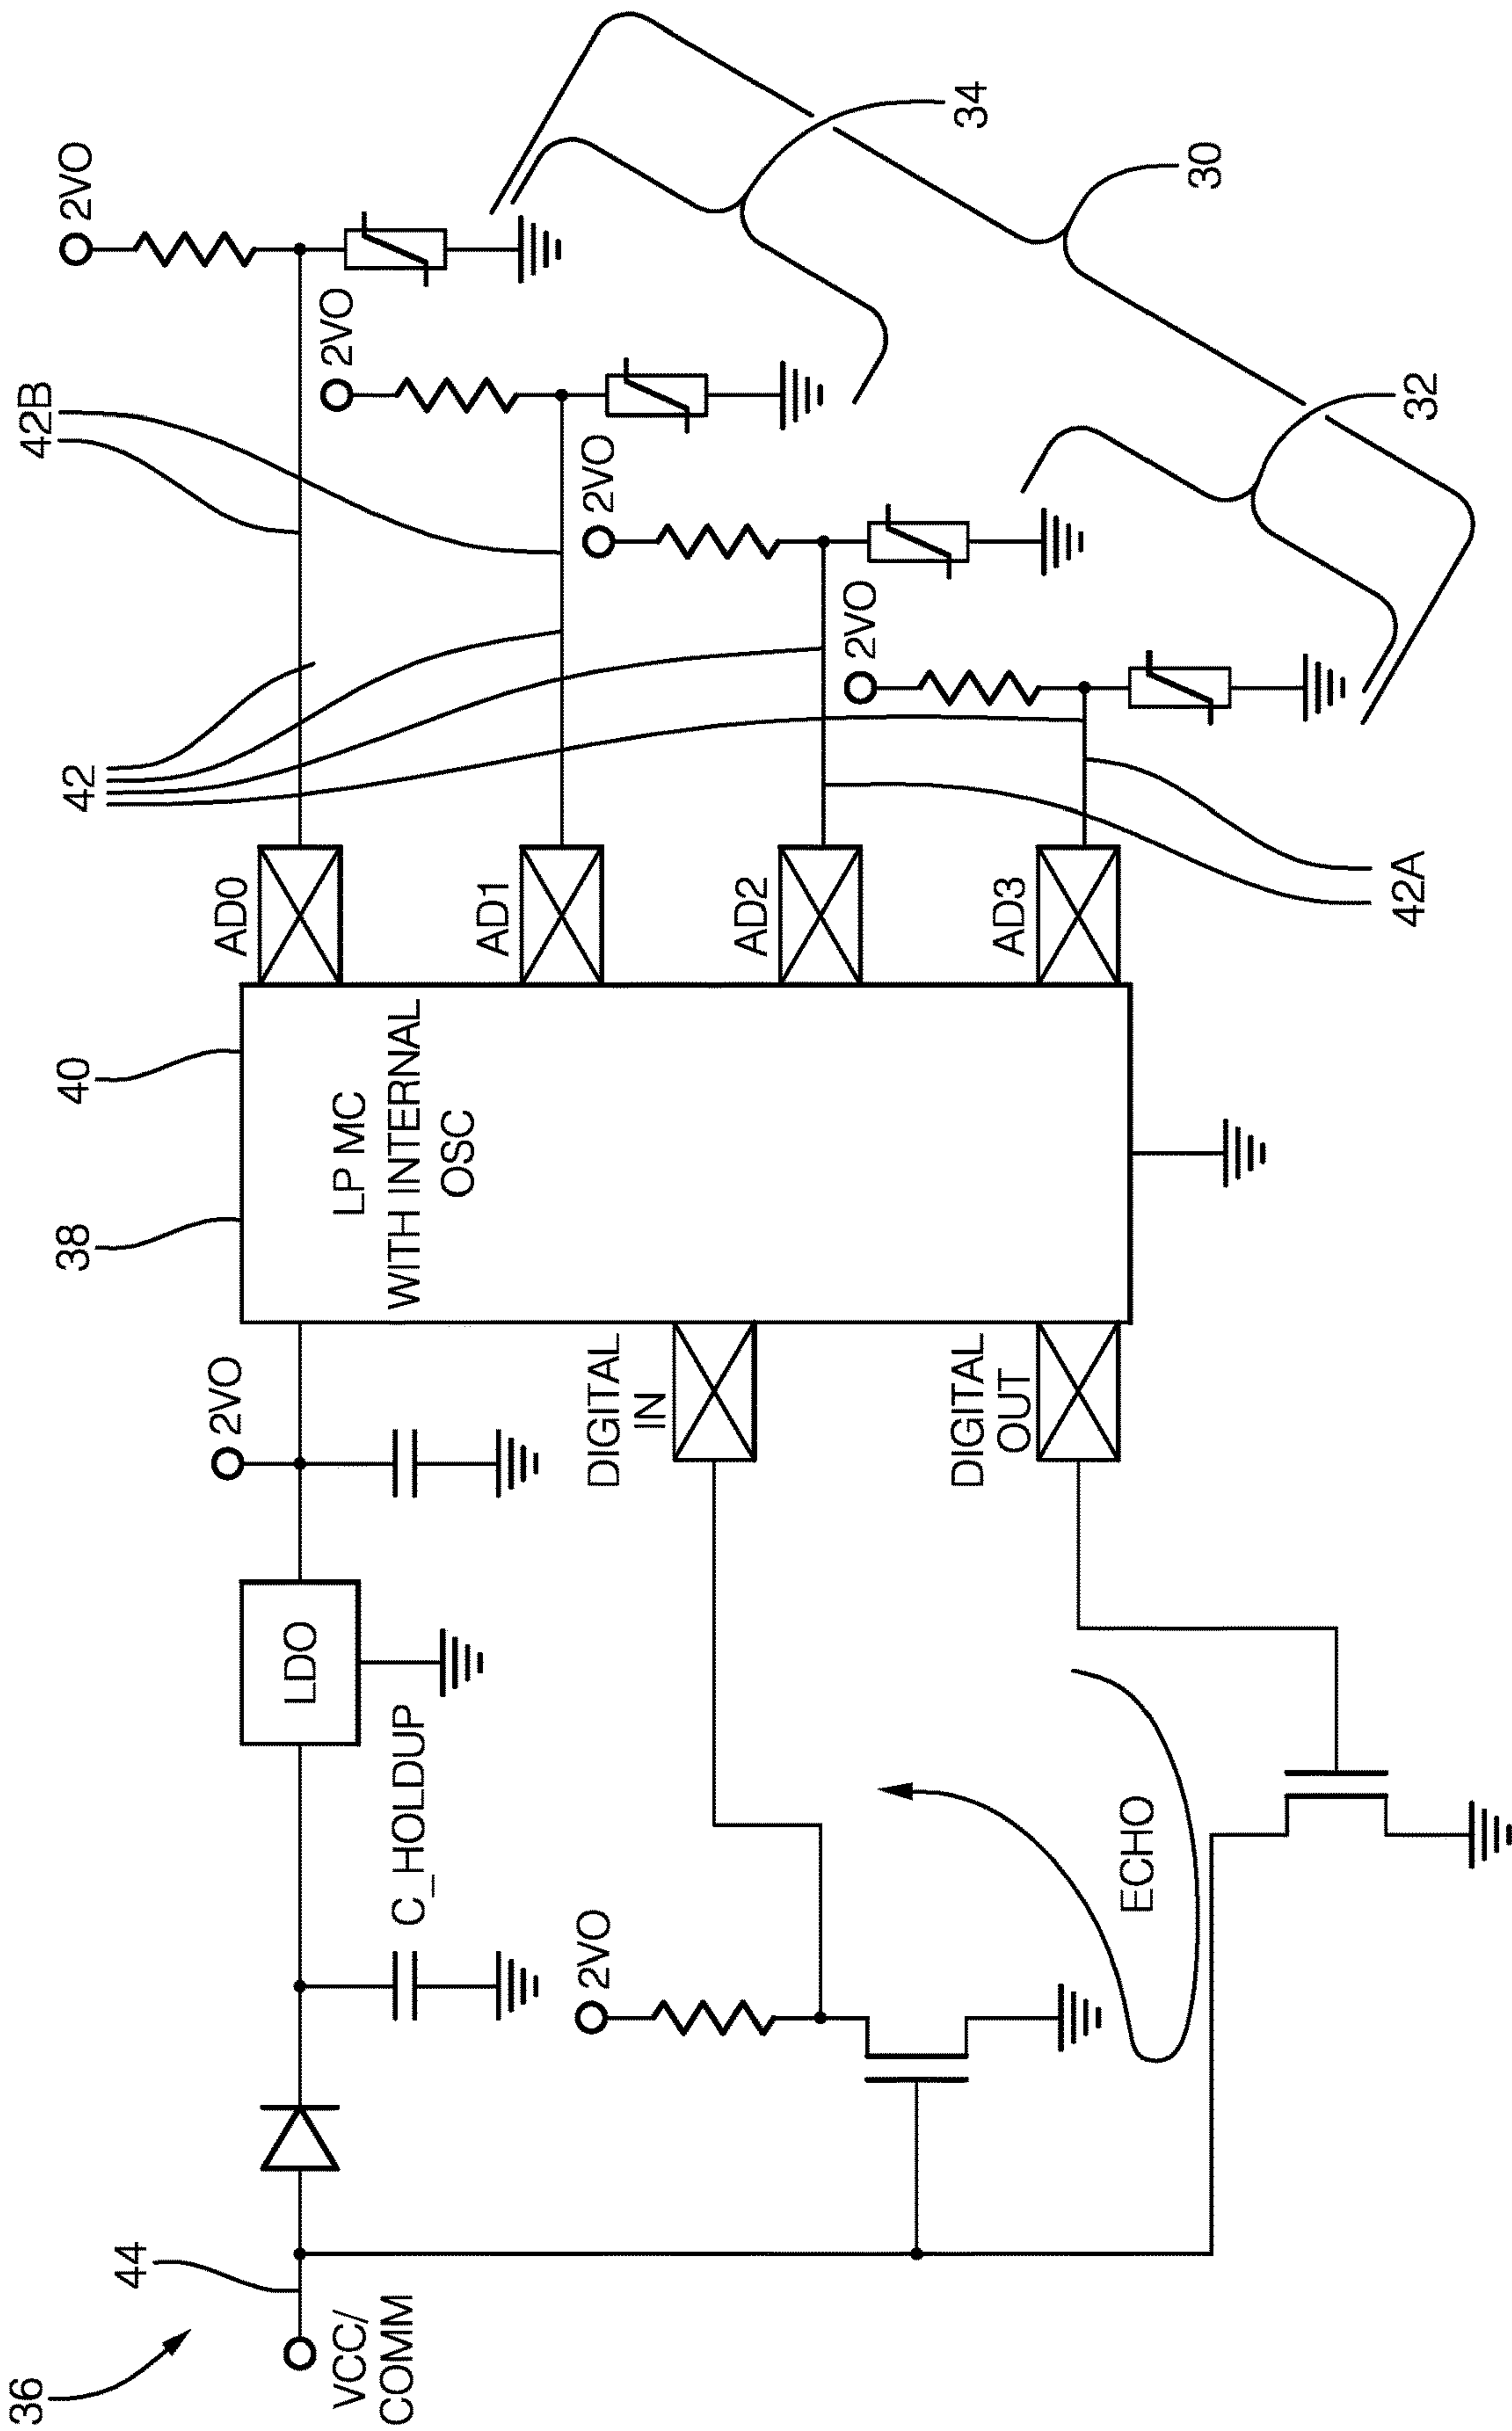 36
44
VCC/
COMM
C_HOLDUP
LDO
2VO
38
40
LP MC
WITH INTERNAL
OSC
DIGITAL
IN
DIGITAL
OUT
2VO
ECHO
AD0
AD1
AD2
AD3
42
42B
42A
2VO
2VO
2VO
2VO
34
30
32